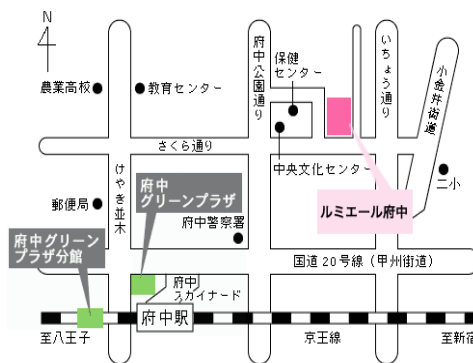 N
農業高校
教育センター
府中公園通り
保健
センター
いちょう通り
小金井街道
さくら通り
中央文化センター
二小
けやき並木
郵便局
府中
グリーンプラザ
府中警察署
ルミエール府中
府中グリーン
プラザ分館
国道20号線（甲州街道）
府中
スカイナード
府中駅
至八王子
京王線
至新宿